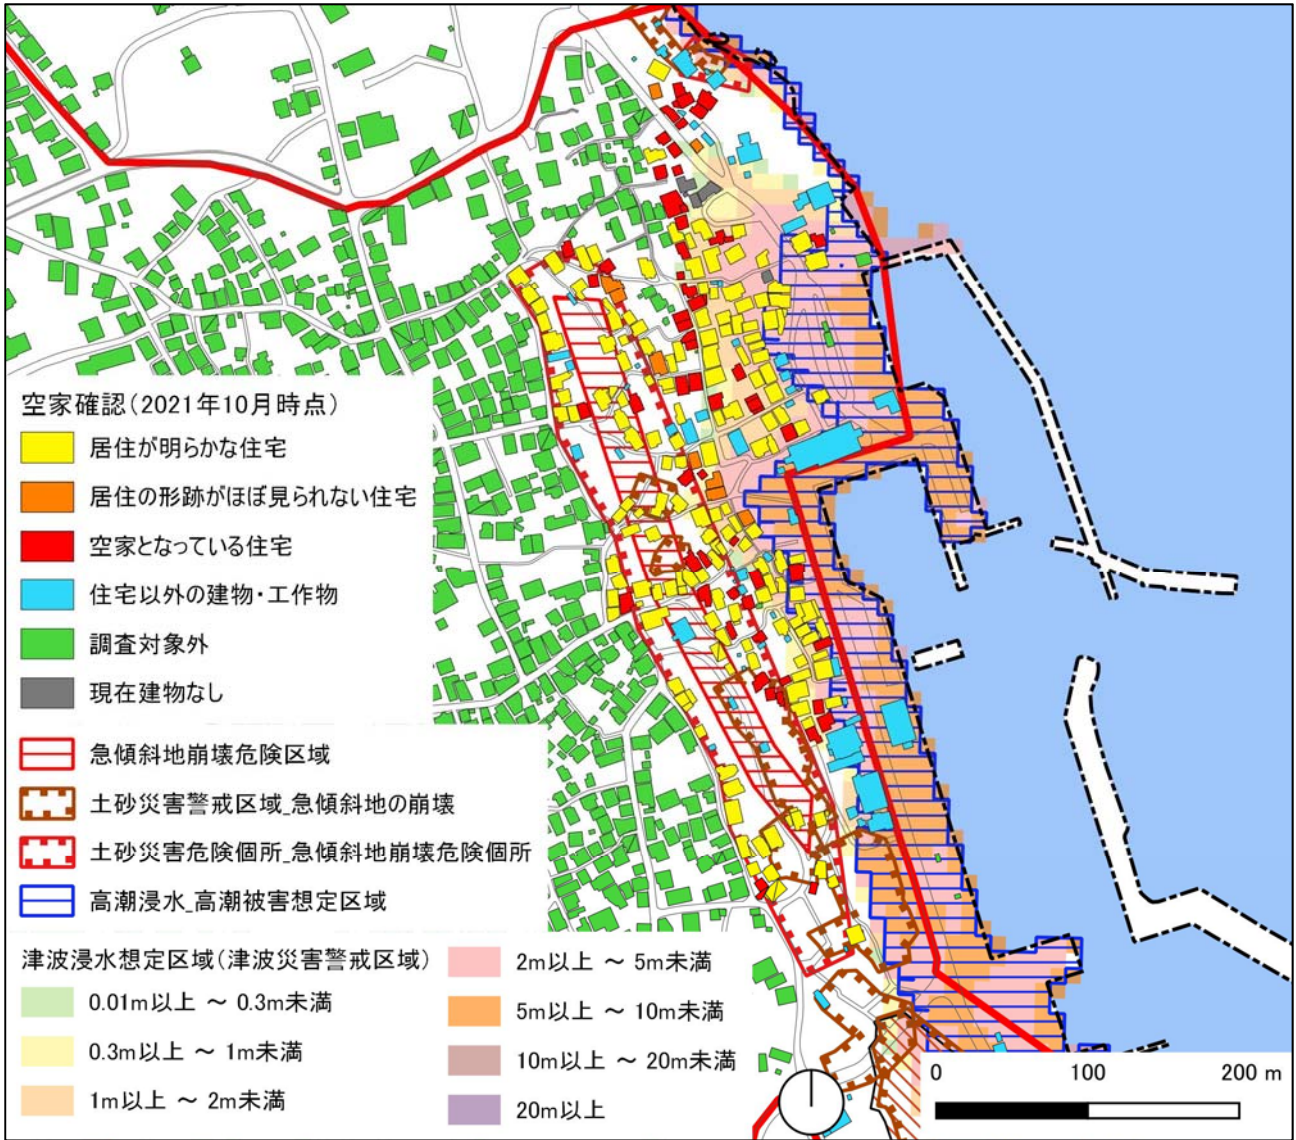 空家確認(2021年10月時点)
居住が明らかな住宅
居住の形跡がほぼ見られない住宅
空家となっている住宅
住宅以外の建物・工作物
調査対象外
現在建物なし
急傾斜地崩壊危険区域
土砂災害警戒区域_急傾斜地の崩壊
土砂災害危険個所_急傾斜地崩壊危険個所
高潮浸水_高潮被害想定区域
津波浸水想定区域(津波災害警戒区域)
0.01m以上 ~ 0.3m未満
0.3m以上 ~ 1m未満
1m以上 ~ 2m未満
2m以上 ~ 5m未満
5m以上 ~ 10m未満
10m以上 ~ 20m未満
20m以上
0 100 200 m